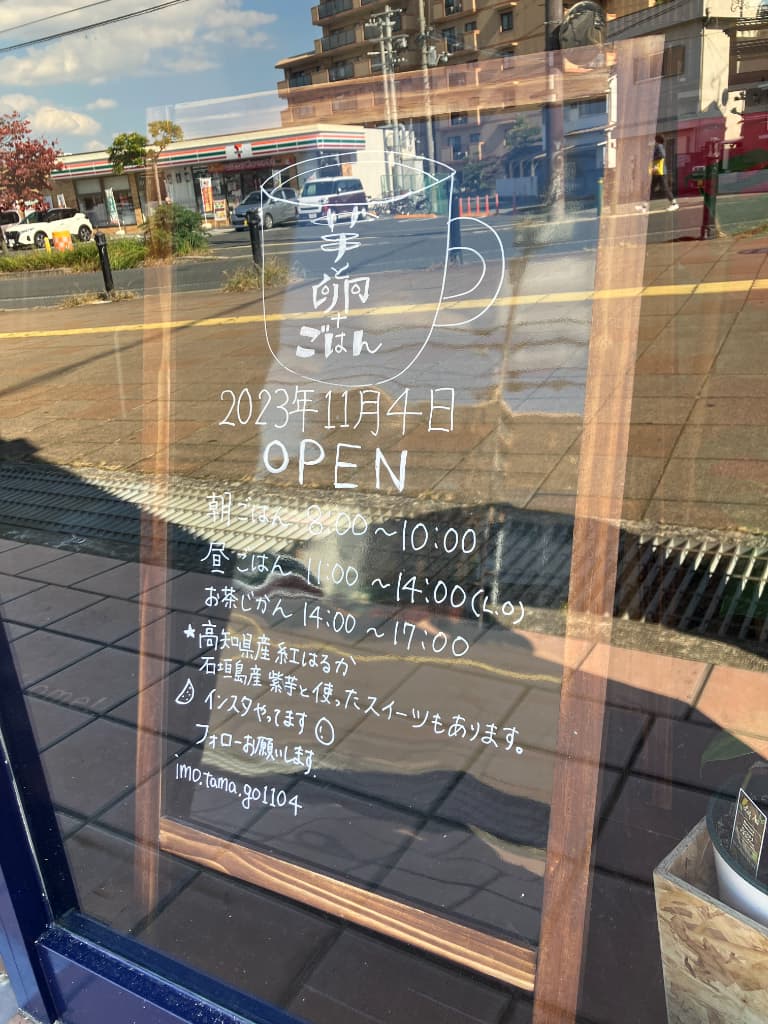 芋と
卵
+
ごはん
2023年11月4日
OPEN
朝ごはん 8:00〜10:00
昼ごはん 11:00 〜14:00(L.O)
お茶じかん 14:00 〜17:00
★高知県産 紅はるか
石垣島産 紫芋と使ったスイーツもあります。
インスタやってます
フォローお願いします。
imo.tama.go1104